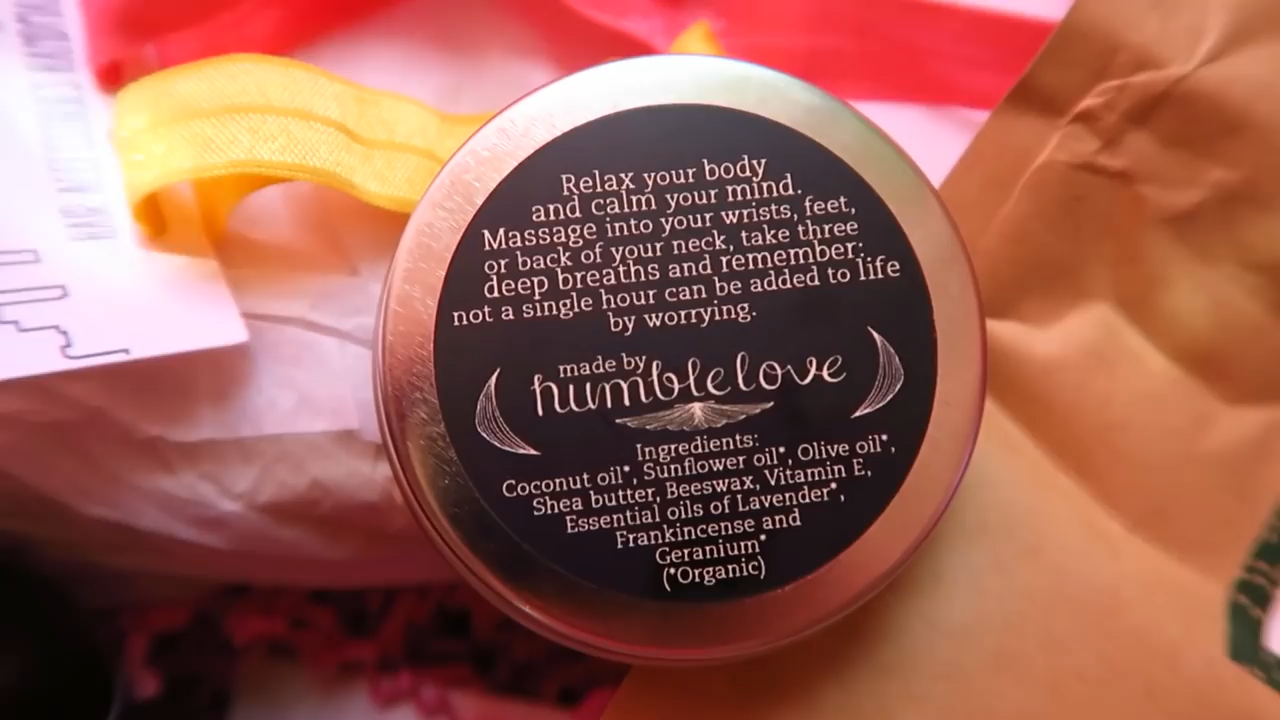 Relax your body
and calm your mind.
Massage into your wrists, feet,
or back of your neck, take three
deep breaths and remember:
not a single hour can be added to life
by worrying.
made by
humblelove
Ingredients:
Coconut oil*, Sunflower oil*, Olive oil*,
Shea butter, Beeswax, Vitamin E,
Essential oils of Lavender*,
Frankincense and
Geranium*
(*Organic)